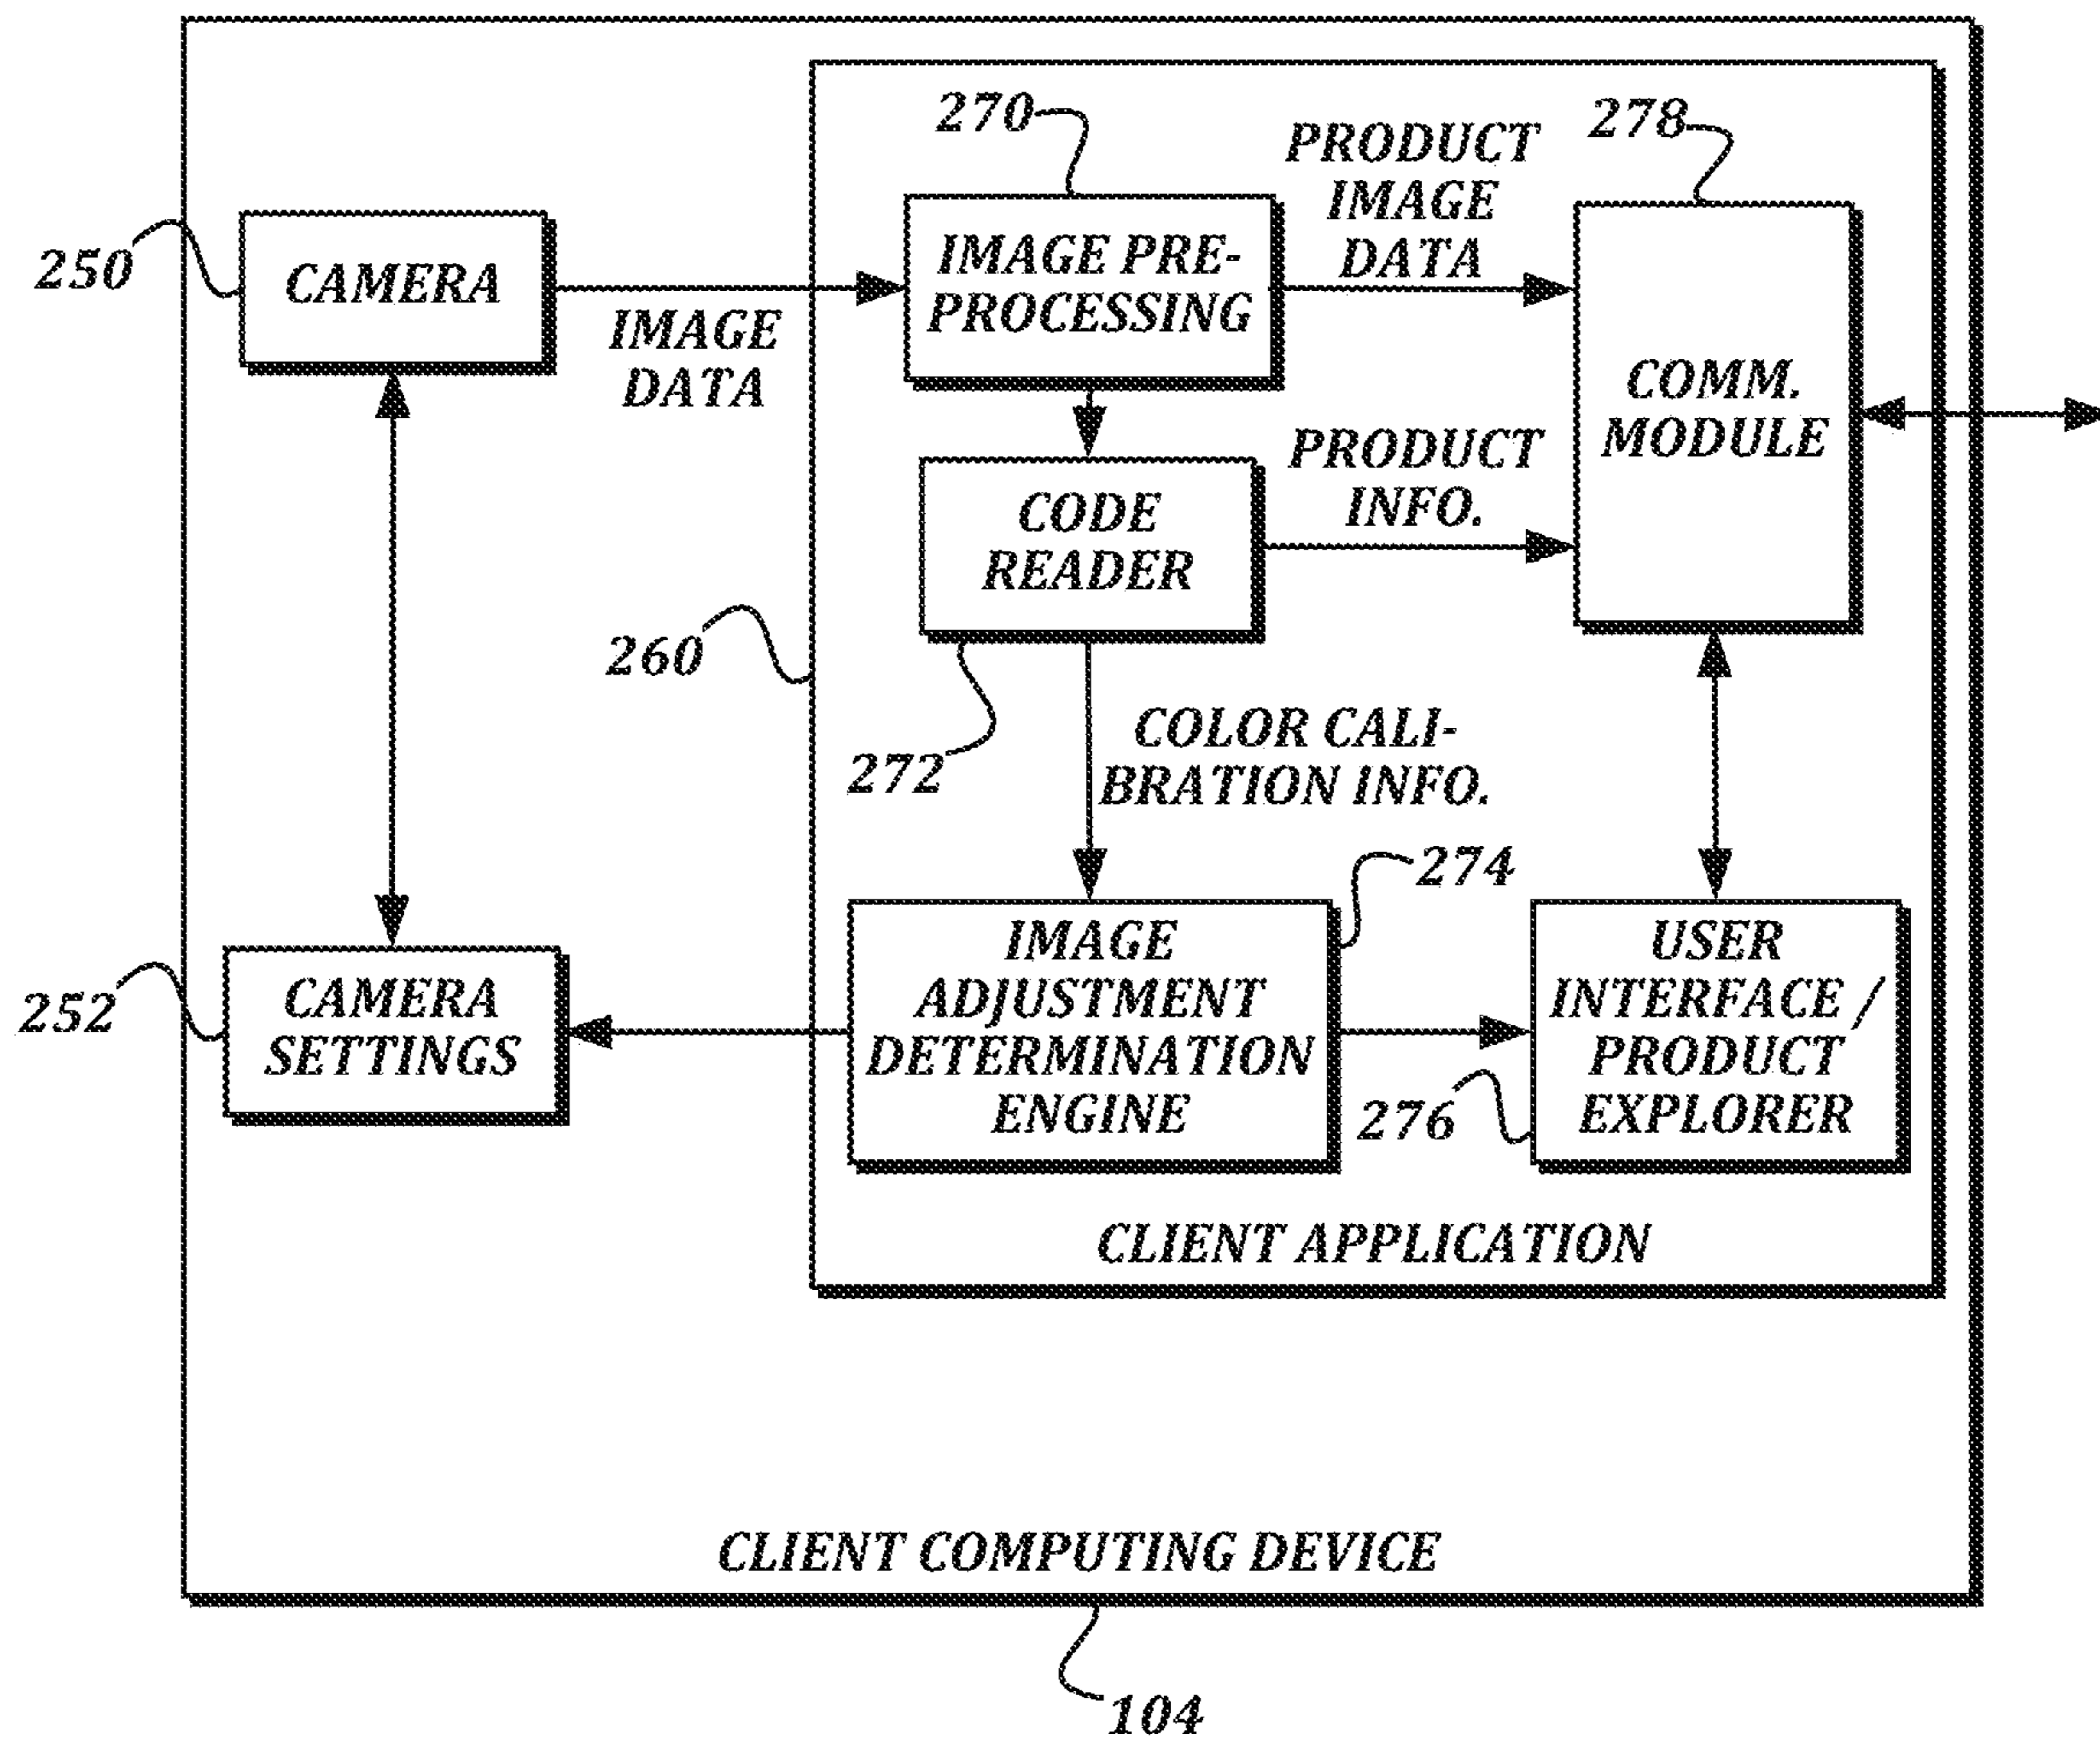 270
278
PRODUCT
IMAGE
DATA
250
CAMERA
IMAGE PRE-
PROCESSING
IMAGE
DATA
COMM.
MODULE
PRODUCT
INFO.
CODE
READER
260
272
COLOR CALI-
BRATION INFO.
274
252
CAMERA
SETTINGS
IMAGE
ADJUSTMENT
DETERMINATION
ENGINE
276
USER
INTERFACE /
PRODUCT
EXPLORER
CLIENT APPLICATION
CLIENT COMPUTING DEVICE
104